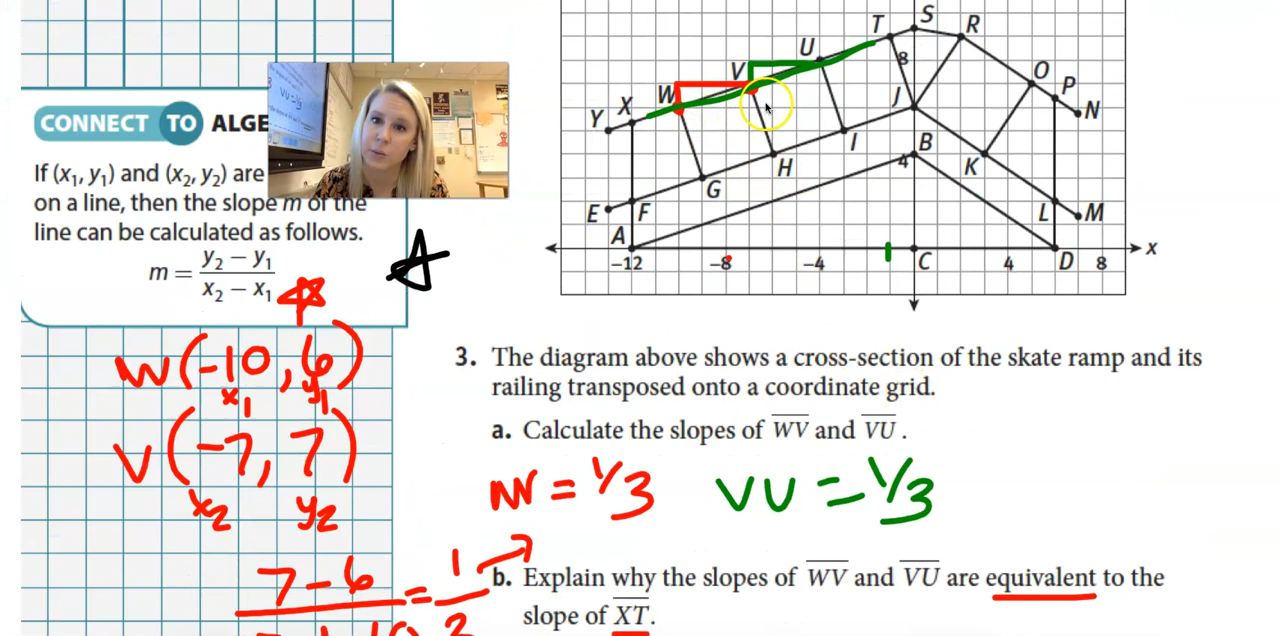 CONNECT TO ALGE
If (x₁, y₁) and (x₂, y₂) are
on a line, then the slope m of the
line can be calculated as follows.
m = y₂ − y₁ / x₂ − x₁
W(-10, 6)
x₁ y₁
V(-7, 7)
x₂ y₂
7-6
= 1
3
S
T
R
8
U
V
O
P
W
X
Y
J
N
B
I
4
H
K
G
E
F
L
M
A
x
−12
−8
−4
C
4
D
8
3. The diagram above shows a cross-section of the skate ramp and its
railing transposed onto a coordinate grid.
a. Calculate the slopes of WV and VU.
WV = 1/3 VU = 1/3
b. Explain why the slopes of WV and VU are equivalent to the
slope of XT.